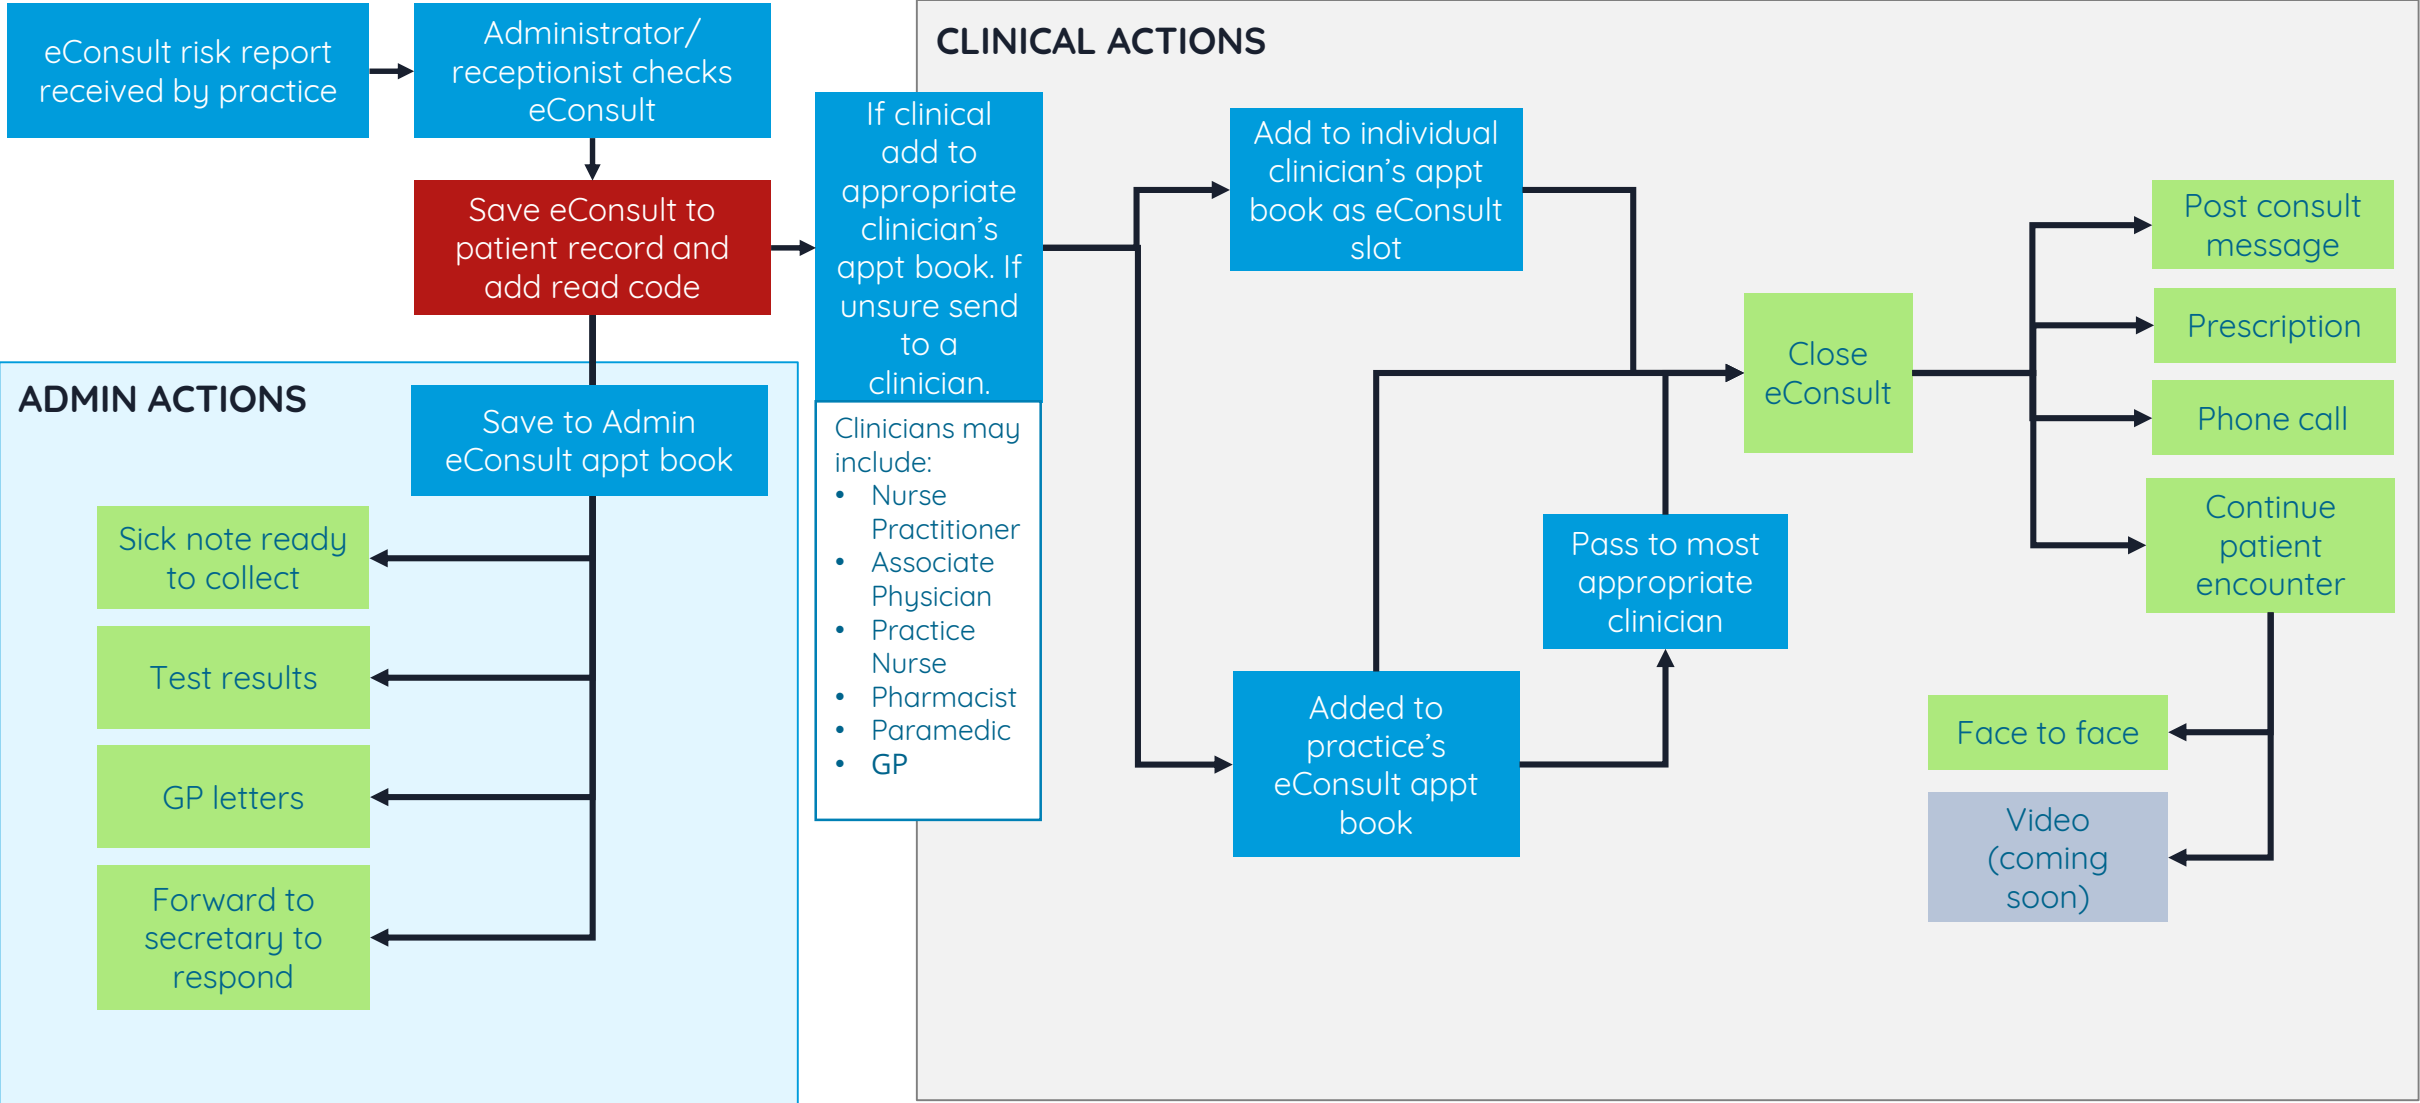 eConsult risk report
received by practice
Administrator/
receptionist checks
eConsult
Save eConsult to
patient record and
add read code
ADMIN ACTIONS
Save to Admin
eConsult appt book
Sick note ready
to collect
Test results
GP letters
Forward to
secretary to
respond
If clinical
add to
appropriate
clinician’s
appt book. If
unsure send
to a
clinician.
Clinicians may
include:
• Nurse
Practitioner
• Associate
Physician
• Practice
Nurse
• Pharmacist
• Paramedic
• GP
CLINICAL ACTIONS
Add to individual
clinician’s appt
book as eConsult
slot
Added to
practice’s
eConsult appt
book
Pass to most
appropriate
clinician
Close
eConsult
Post consult
message
Prescription
Phone call
Continue
patient
encounter
Face to face
Video
(coming
soon)